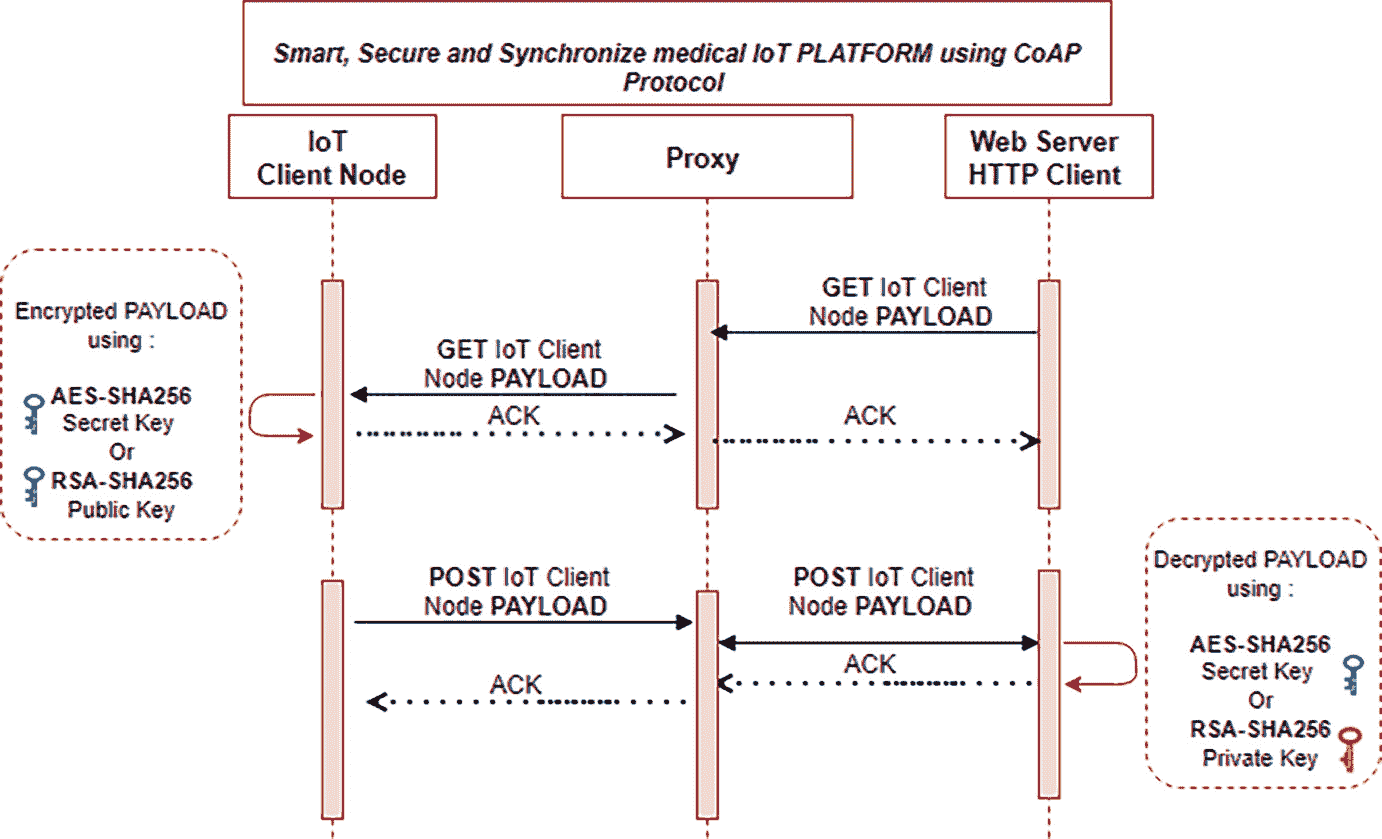 Smart, Secure and Synchronize medical IoT PLATFORM using CoAP
Protocol
IoT
Client Node
Proxy
Web Server
HTTP Client
Encrypted PAYLOAD
using :
AES-SHA256
Secret Key
Or
RSA-SHA256
Public Key
GET IoT Client
Node PAYLOAD
GET IoT Client
Node PAYLOAD
ACK
ACK
POST IoT Client
Node PAYLOAD
POST IoT Client
Node PAYLOAD
ACK
ACK
Decrypted PAYLOAD
using :
AES-SHA256
Secret Key
Or
RSA-SHA256
Private Key